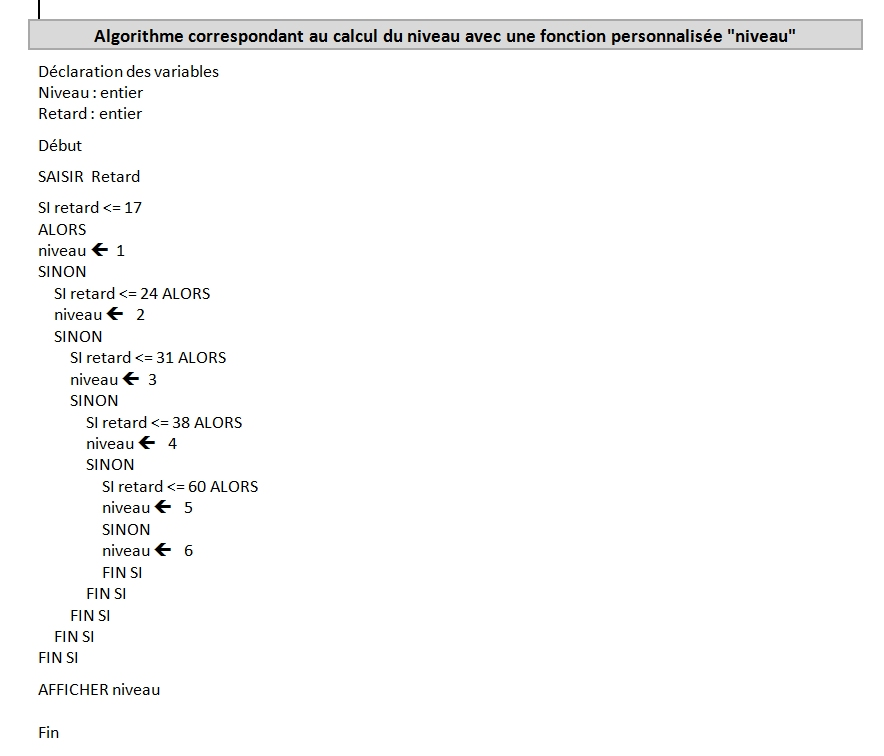 Algorithme correspondant au calcul du niveau avec une fonction personnalisée "niveau"
Déclaration des variables
Niveau : entier
Retard : entier
Début
SAISIR Retard
SI retard <= 17
ALORS
niveau 🡰 1
SINON
SI retard <= 24 ALORS
niveau 🡰 2
SINON
SI retard <= 31 ALORS
niveau 🡰 3
SINON
SI retard <= 38 ALORS
niveau 🡰 4
SINON
SI retard <= 60 ALORS
niveau 🡰 5
SINON
niveau 🡰 6
FIN SI
FIN SI
FIN SI
FIN SI
FIN SI
AFFICHER niveau
Fin